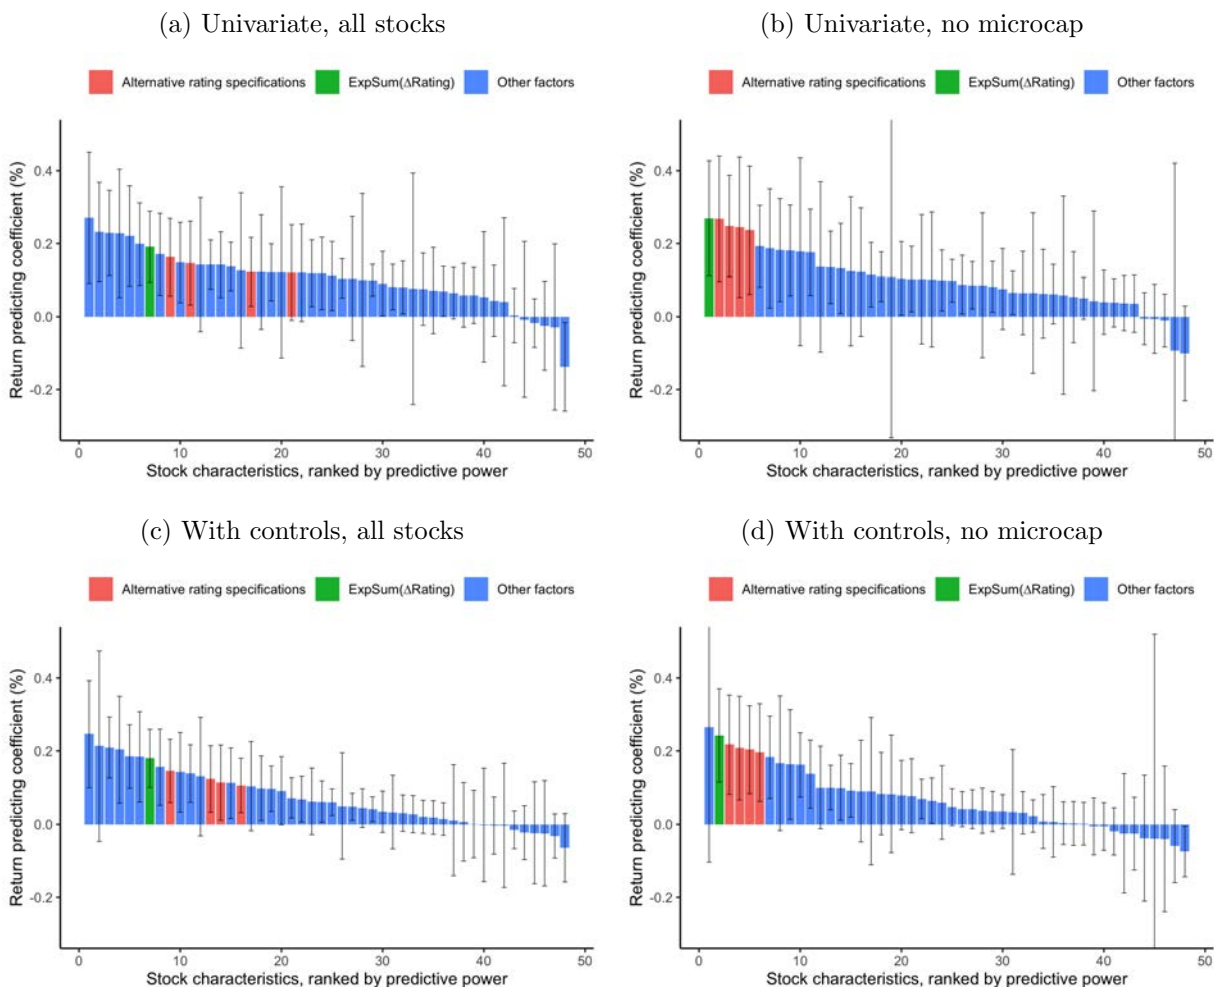 (a) Univariate, all stocks
Alternative rating specifications ExpSum(ΔRating) Other factors
Return predicting coefficient (%)
0.4
0.2
0.0
-0.2
0 10 20 30 40 50
Stock characteristics, ranked by predictive power
(b) Univariate, no microcap
Alternative rating specifications ExpSum(ΔRating) Other factors
Return predicting coefficient (%)
0.4
0.2
0.0
-0.2
0 10 20 30 40 50
Stock characteristics, ranked by predictive power
(c) With controls, all stocks
Alternative rating specifications ExpSum(ΔRating) Other factors
Return predicting coefficient (%)
0.4
0.2
0.0
-0.2
0 10 20 30 40 50
Stock characteristics, ranked by predictive power
(d) With controls, no microcap
Alternative rating specifications ExpSum(ΔRating) Other factors
Return predicting coefficient (%)
0.4
0.2
0.0
-0.2
0 10 20 30 40 50
Stock characteristics, ranked by predictive power